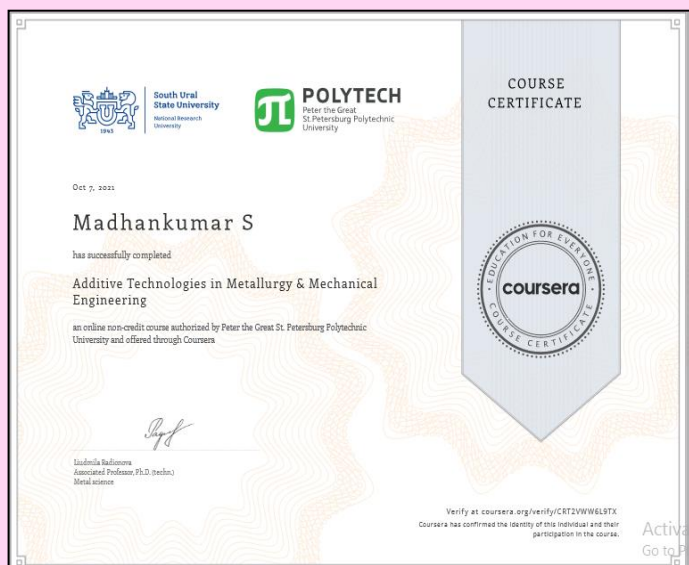 South Ural
State University
National Research
University
1943
POLYTECH
Peter the Great
St.Petersburg Polytechnic
University
COURSE
CERTIFICATE
Oct 7, 2021
Madhankumar S
has successfully completed
Additive Technologies in Metallurgy & Mechanical
Engineering
an online non-credit course authorized by Peter the Great St. Petersburg Polytechnic
University and offered through Coursera
EDUCATION FOR EVERYONE
coursera
COURSE CERTIFICATE
Liudmila Radionova
Associated Professor, Ph.D. (techn.)
Metal science
Verify at coursera.org/verify/CRT2VWW6L9TX
Coursera has confirmed the identity of this individual and their
participation in the course.
Activa
Go to P